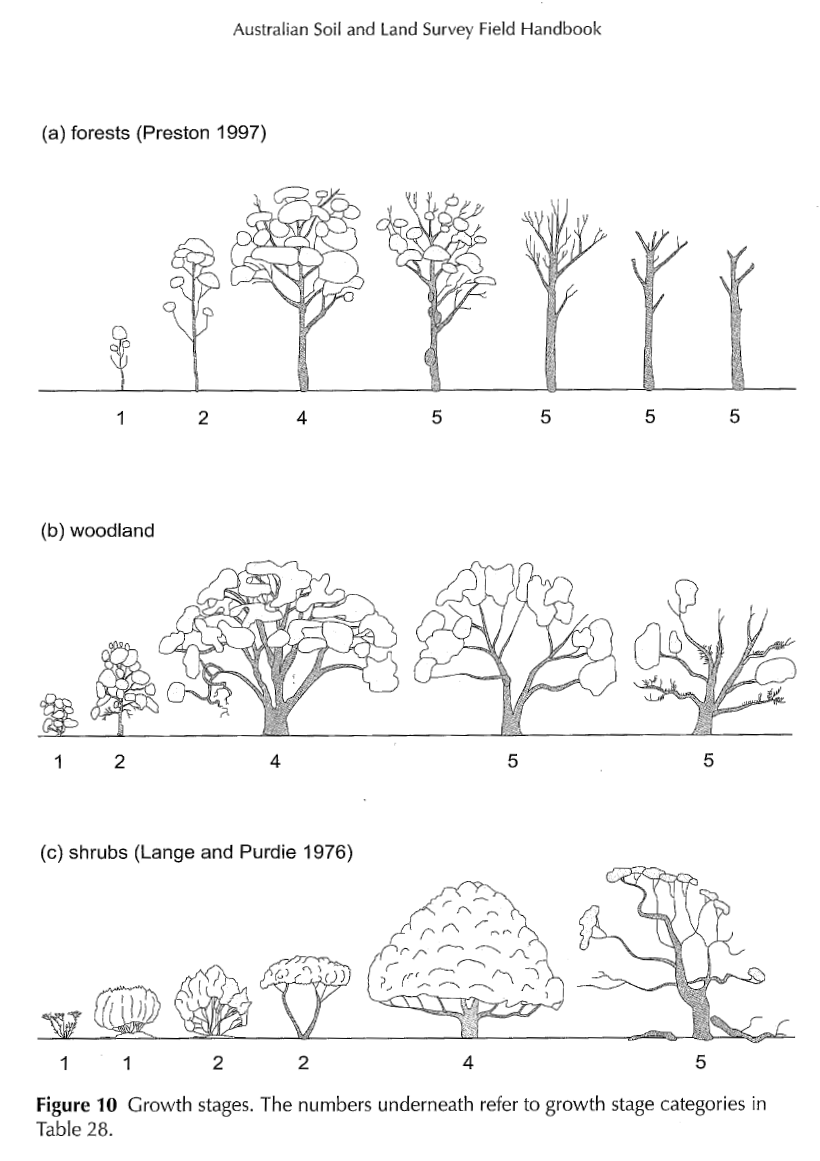 Australian Soil and Land Survey Field Handbook
(a) forests (Preston 1997)
1 2 4 5 5 5 5
(b) woodland
1 2 4 5 5
(c) shrubs (Lange and Purdie 1976)
1 1 2 2 4 5
Figure 10 Growth stages. The numbers underneath refer to growth stage categories in
Table 28.